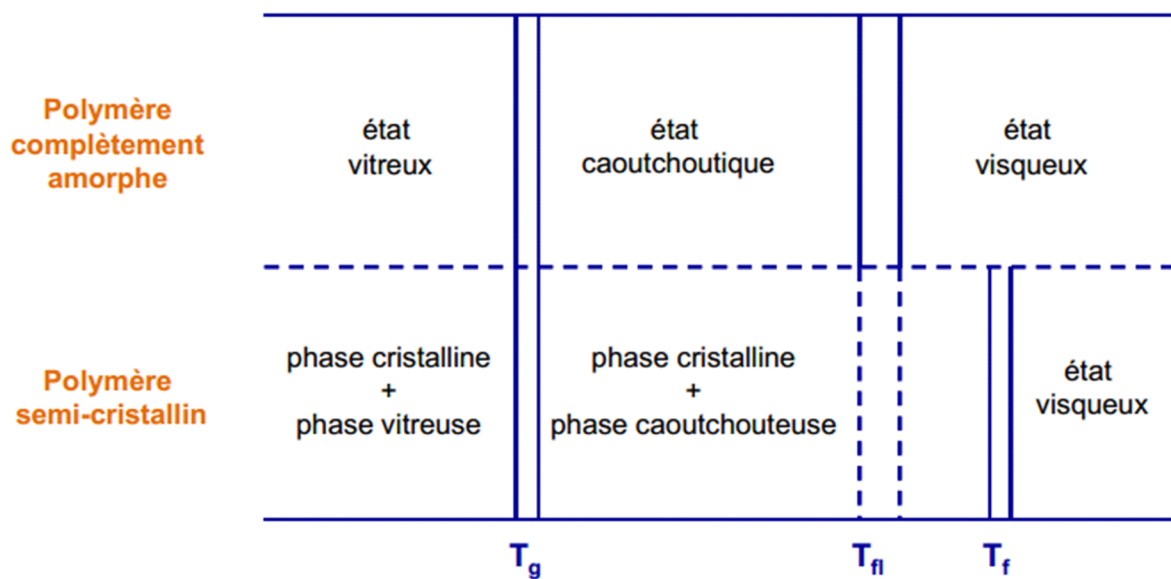 Polymère
complètement
amorphe
état
vitreux
état
caoutchoutique
état
visqueux
Polymère
semi-cristallin
phase cristalline
+
phase vitreuse
phase cristalline
+
phase caoutchouteuse
état
visqueux
Tg
Tfl
Tf